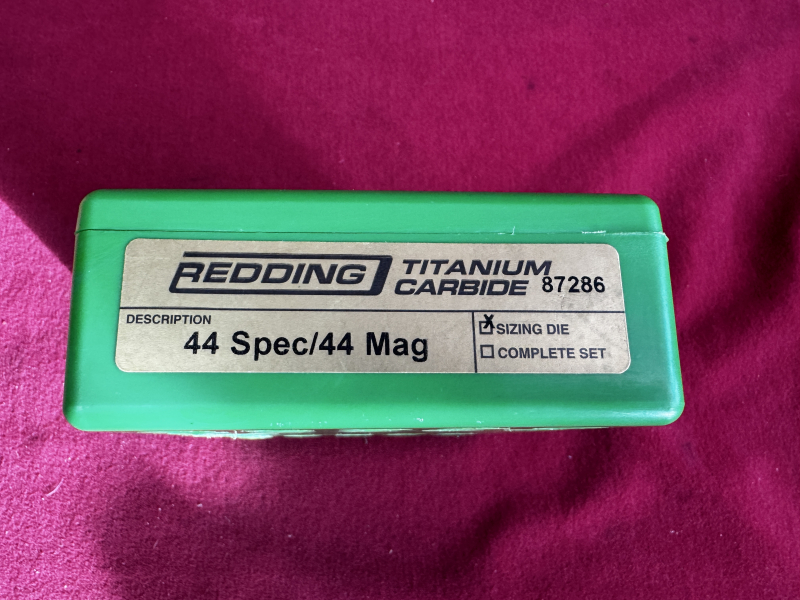 REDDING TITANIUM CARBIDE 87286
DESCRIPTION
44 Spec/44 Mag
X SIZING DIE
COMPLETE SET